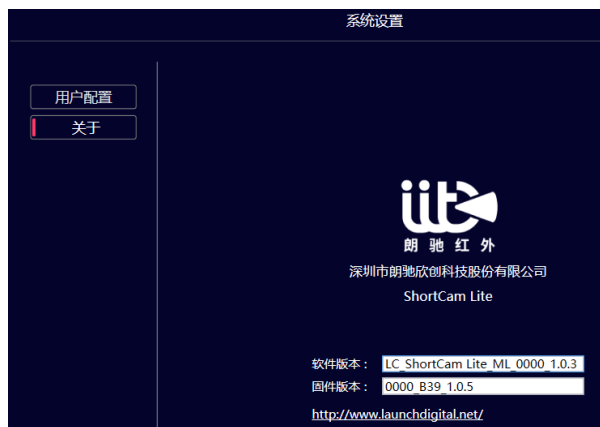 系统设置
用户配置
关于
朗驰红外
深圳市朗驰欣创科技股份有限公司
ShortCam Lite
软件版本： LC_ShortCam Lite_ML_0000_1.0.3
固件版本： 0000_B39_1.0.5
http://www.launchdigital.net/